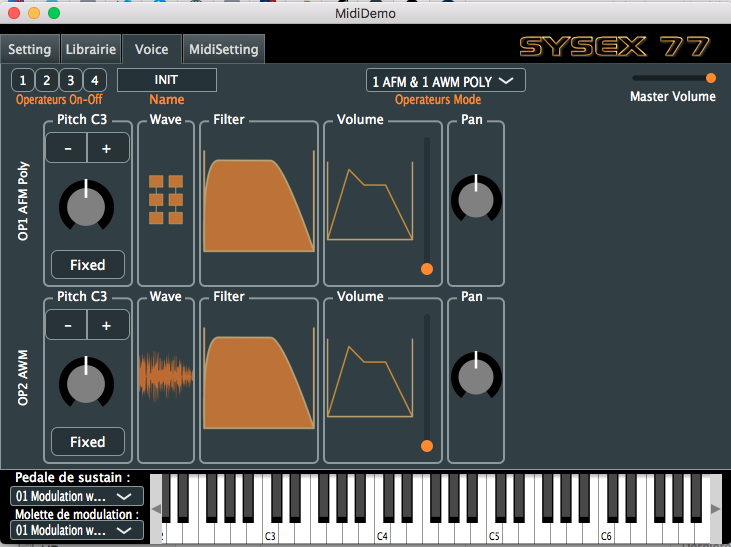 MidiDemo
Setting Librairie Voice MidiSetting
SYSEX 77
1 2 3 4 INIT 1 AFM & 1 AWM POLY
Operateurs On-Off Name Operateurs Mode Master Volume
OP1 AFM Poly
Pitch C3 Wave Filter Volume Pan
- +
Fixed
OP2 AWM
Pitch C3 Wave Filter Volume Pan
- +
Fixed
Pedale de sustain :
01 Modulation w...
Molette de modulation :
01 Modulation w...
C3 C4 C5 C6